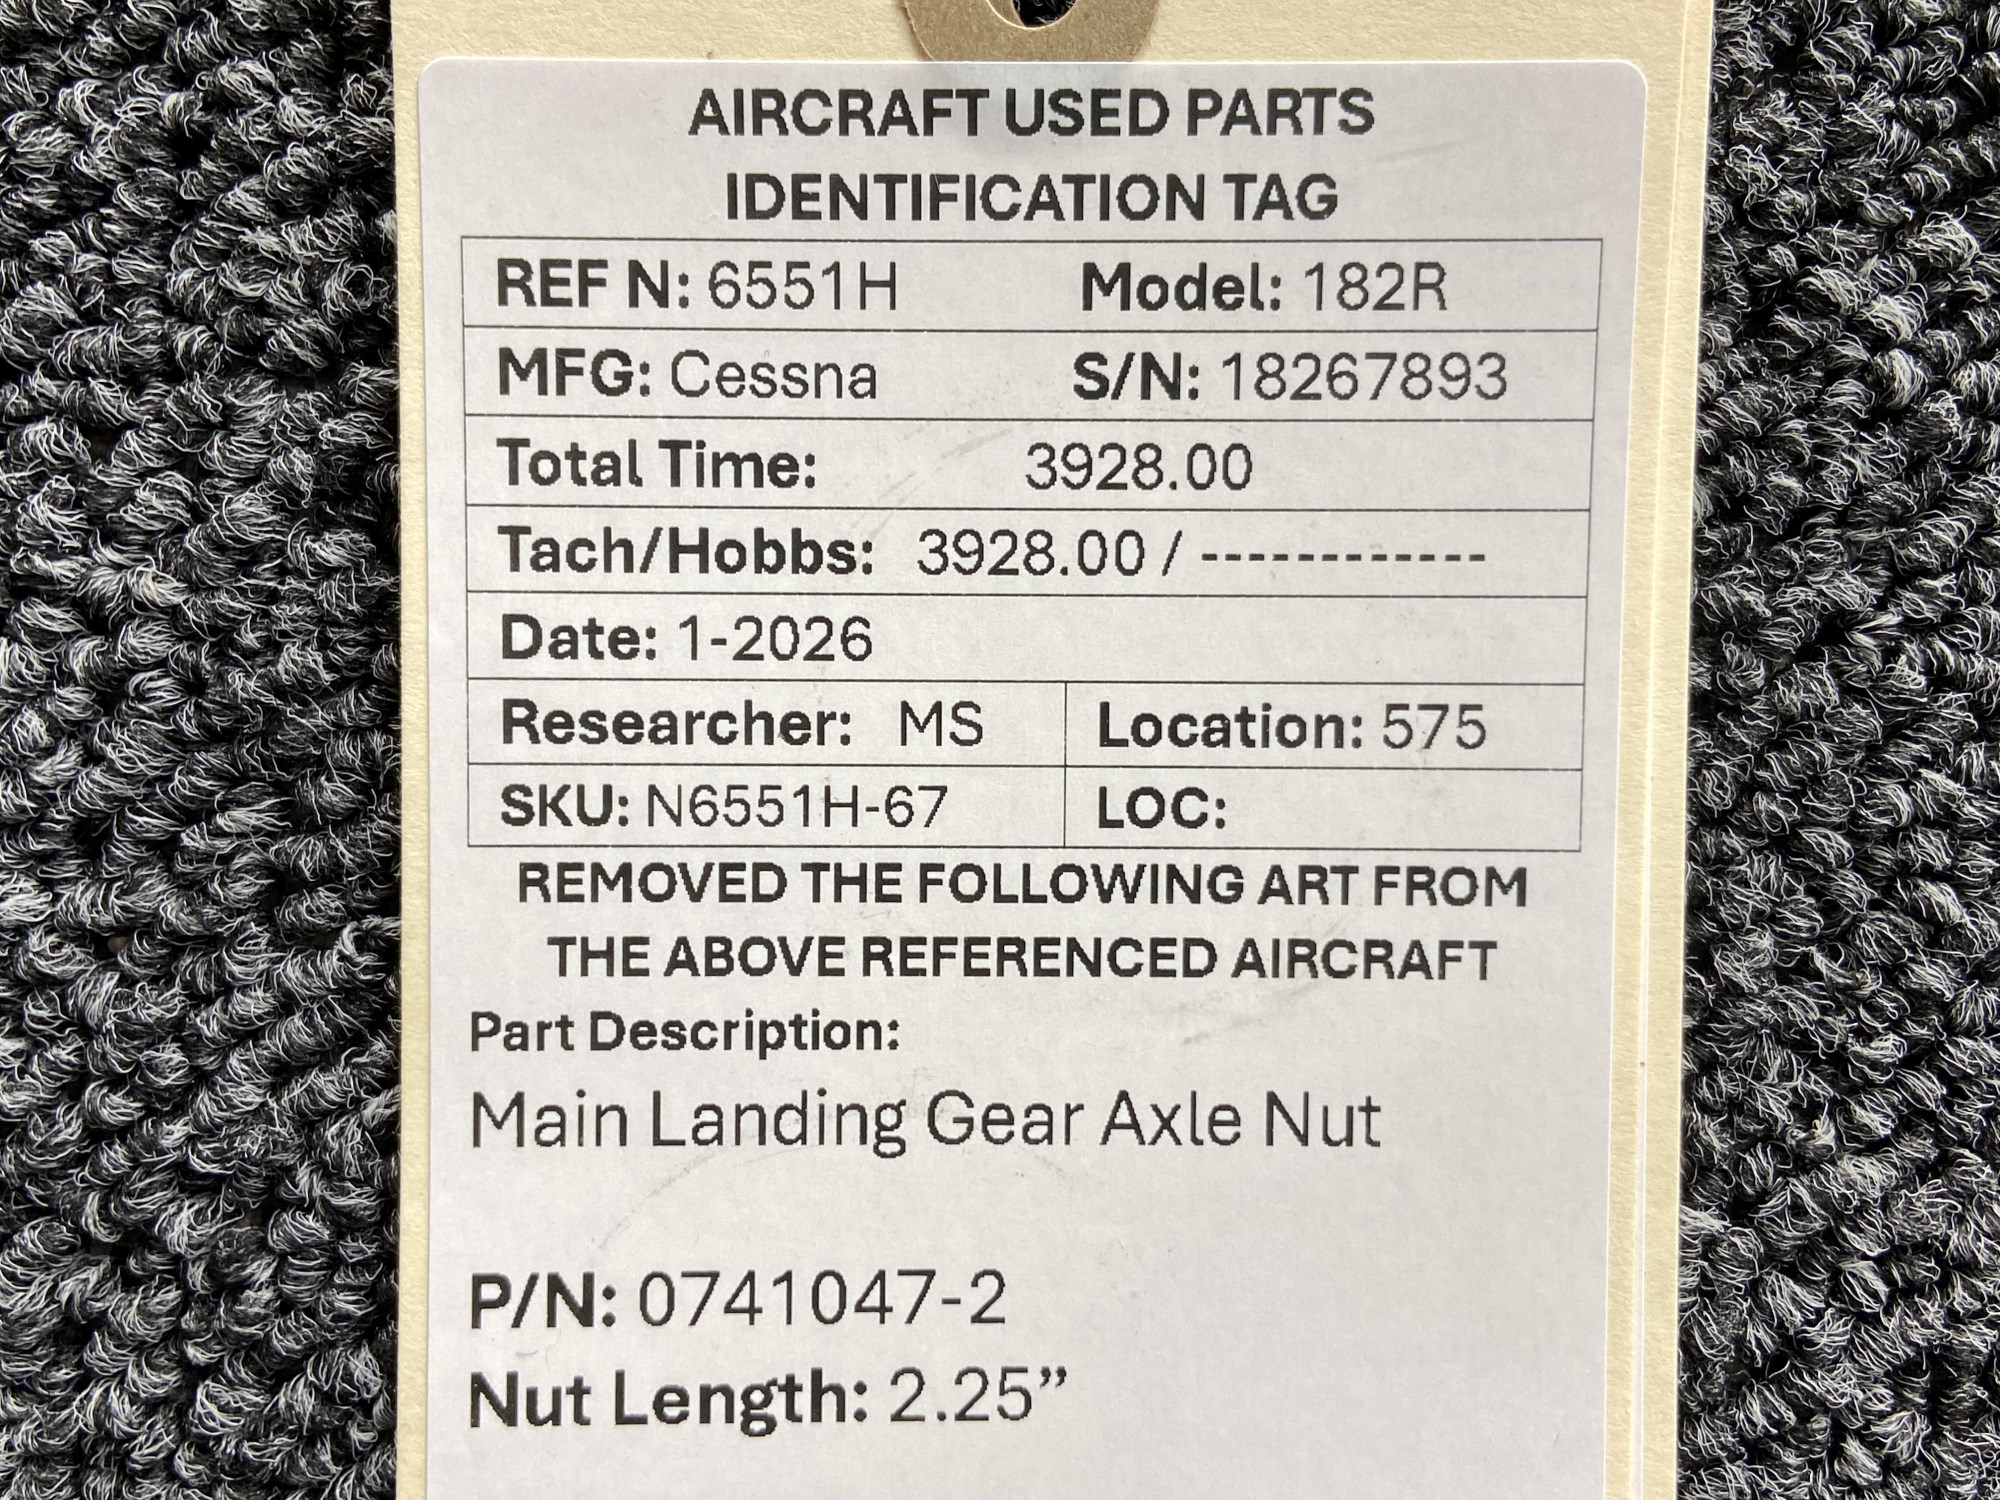 AIRCRAFT USED PARTS
IDENTIFICATION TAG
REF N: 6551H Model: 182R
MFG: Cessna S/N: 18267893
Total Time: 3928.00
Tach/Hobbs: 3928.00 / ------------
Date: 1-2026
Researcher: MS Location: 575
SKU: N6551H-67 LOC:
REMOVED THE FOLLOWING ART FROM
THE ABOVE REFERENCED AIRCRAFT
Part Description:
Main Landing Gear Axle Nut
P/N: 0741047-2
Nut Length: 2.25”